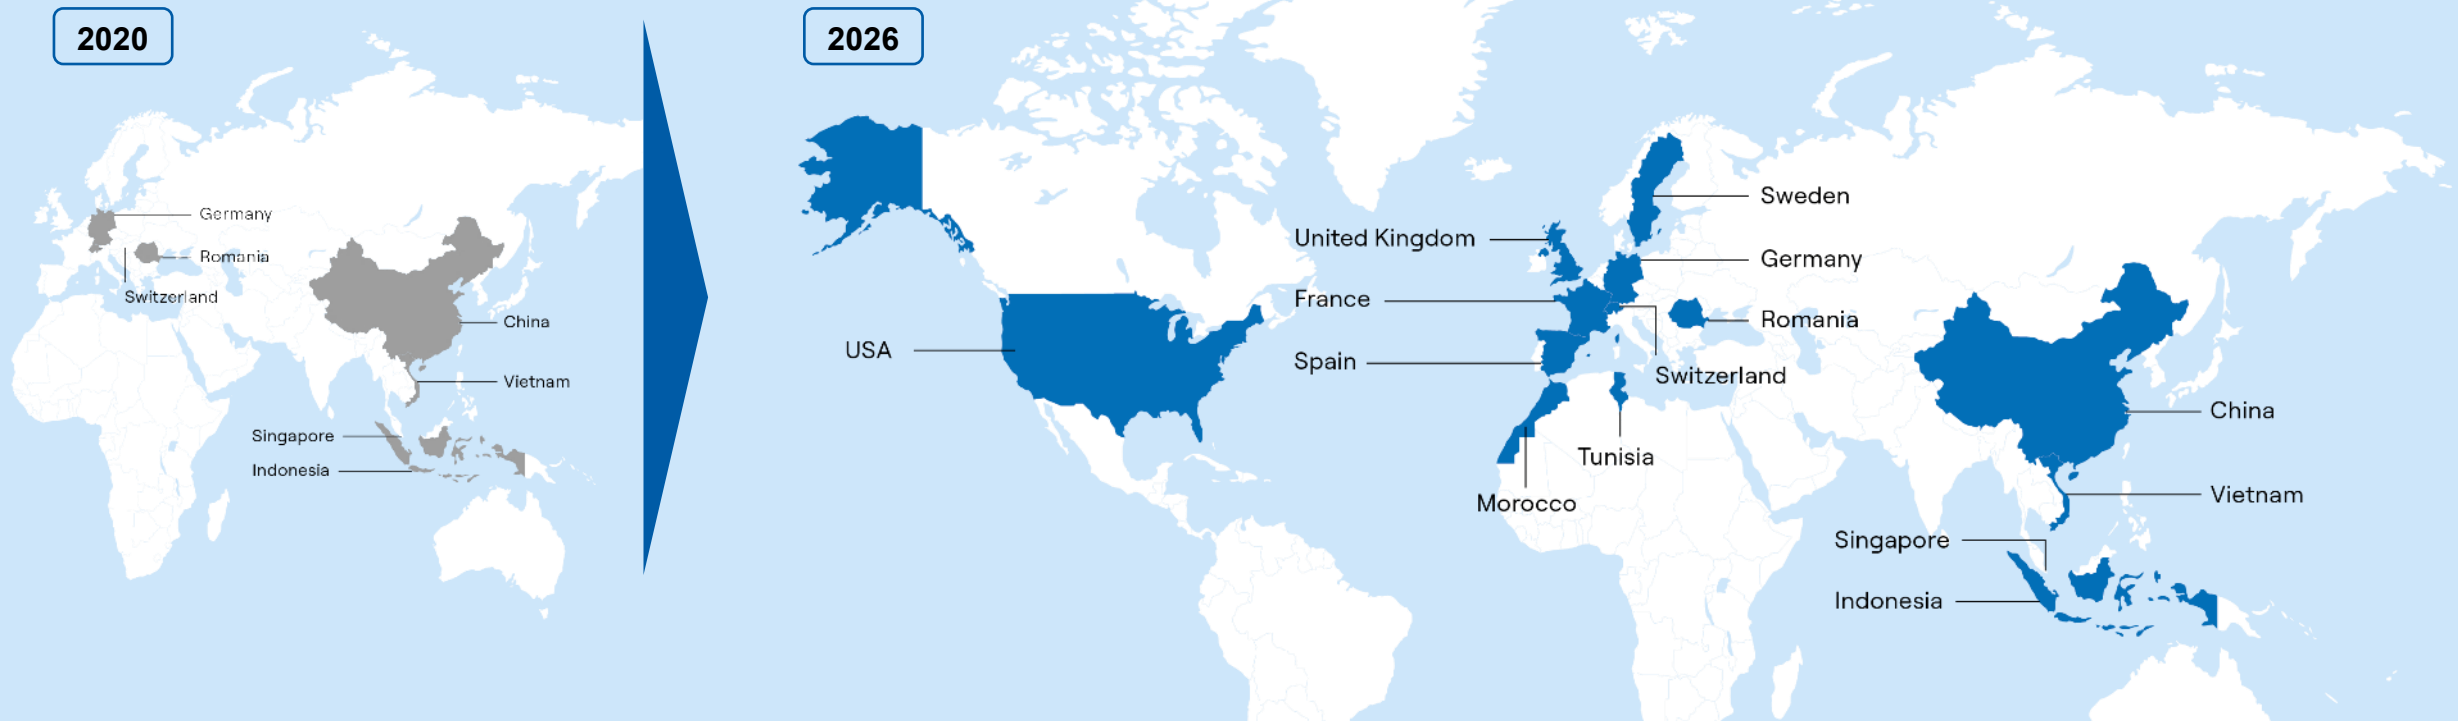 2020
Germany
Romania
Switzerland
China
Vietnam
Singapore
Indonesia
2026
Sweden
United Kingdom
Germany
France
Romania
USA
Spain
Switzerland
China
Tunisia
Vietnam
Morocco
Singapore
Indonesia